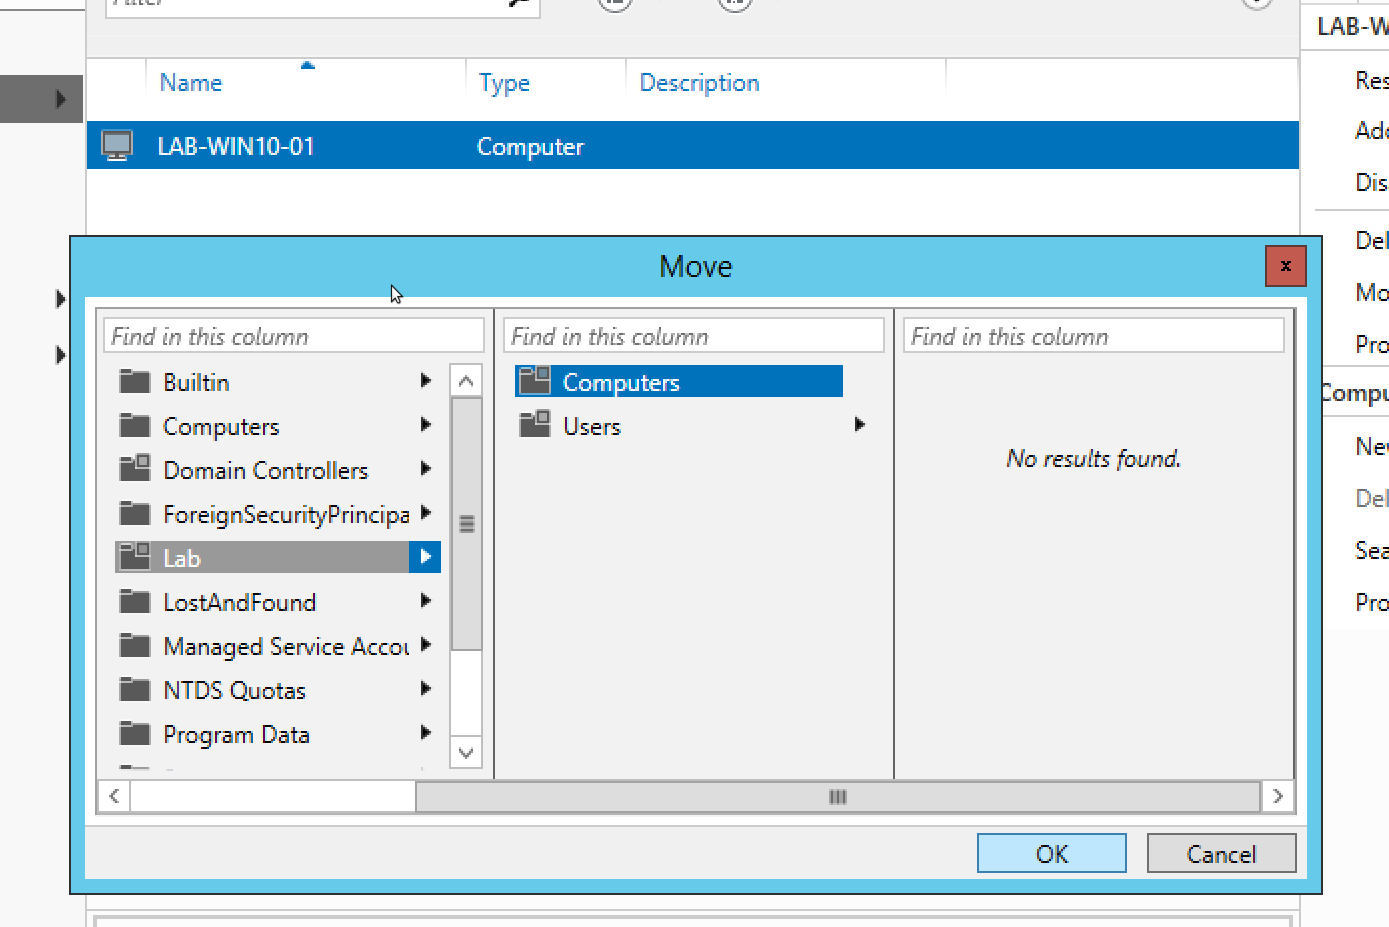 Filter
LAB-W
Name Type Description
Res
LAB-WIN10-01 Computer
Add
Dis
Del
Move x
Mo
Find in this column Find in this column Find in this column
Pro
Builtin Computers
Compu
Computers Users
Domain Controllers No results found.
New
ForeignSecurityPrincipa
Del
Lab
Sea
LostAndFound
Pro
Managed Service Accou
NTDS Quotas
Program Data
OK Cancel